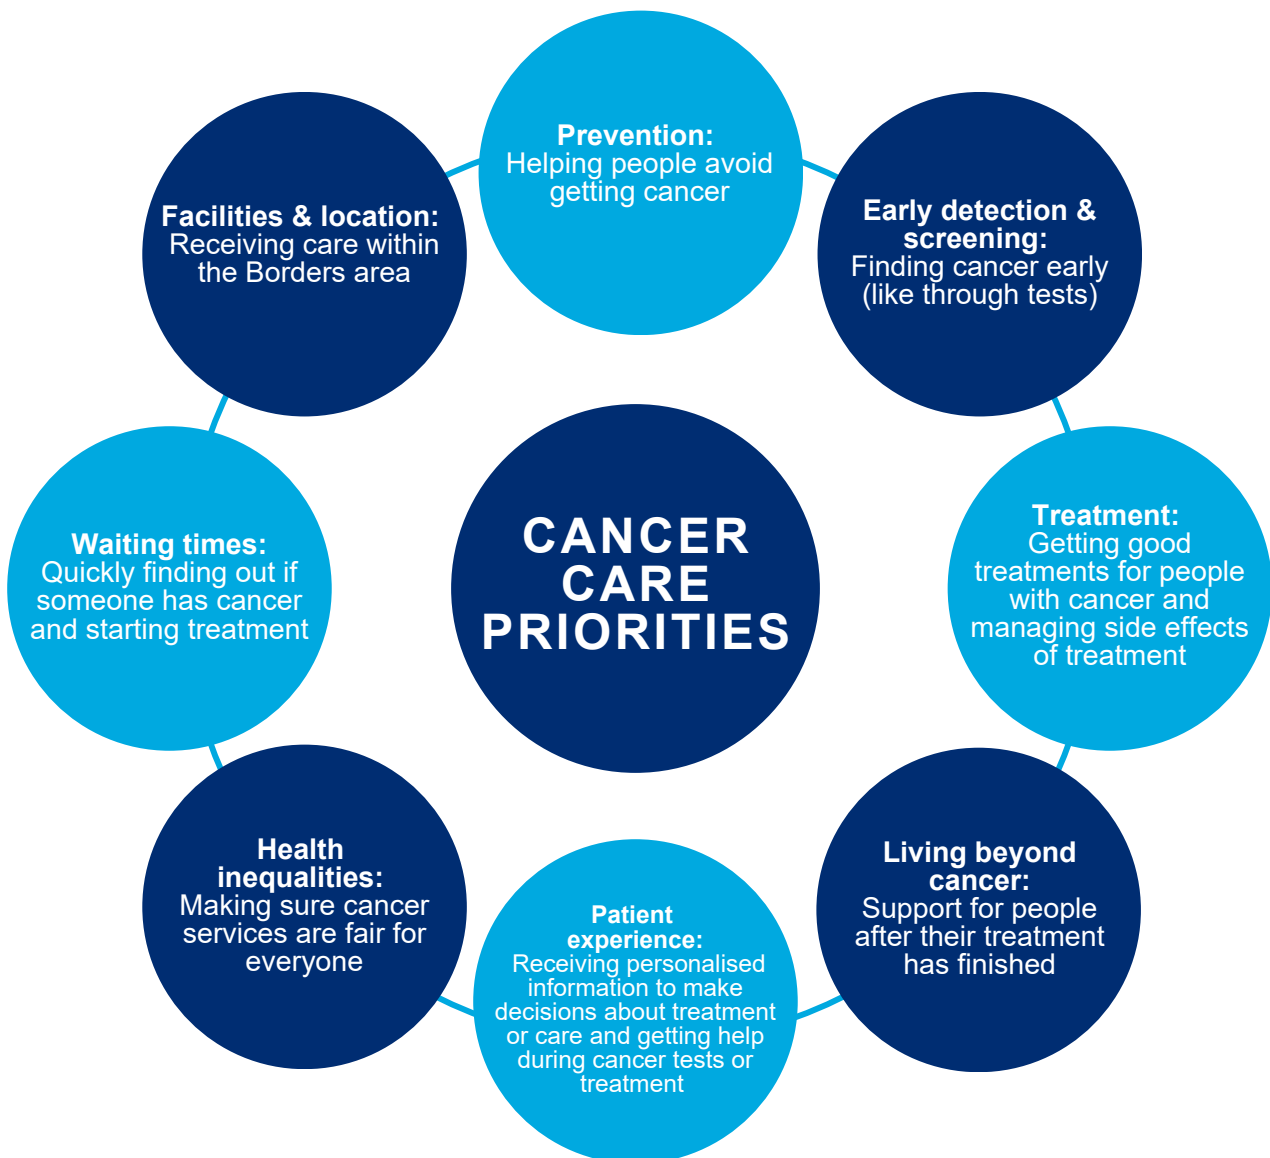 Prevention:
Helping people avoid
getting cancer
Early detection &
screening:
Finding cancer early
(like through tests)
Treatment:
Getting good
treatments for people
with cancer and
managing side effects
of treatment
Living beyond
cancer:
Support for people
after their treatment
has finished
Patient
experience:
Receiving personalised
information to make
decisions about treatment
or care and getting help
during cancer tests or
treatment
Health
inequalities:
Making sure cancer
services are fair for
everyone
Waiting times:
Quickly finding out if
someone has cancer
and starting treatment
Facilities & location:
Receiving care within
the Borders area
CANCER
CARE
PRIORITIES